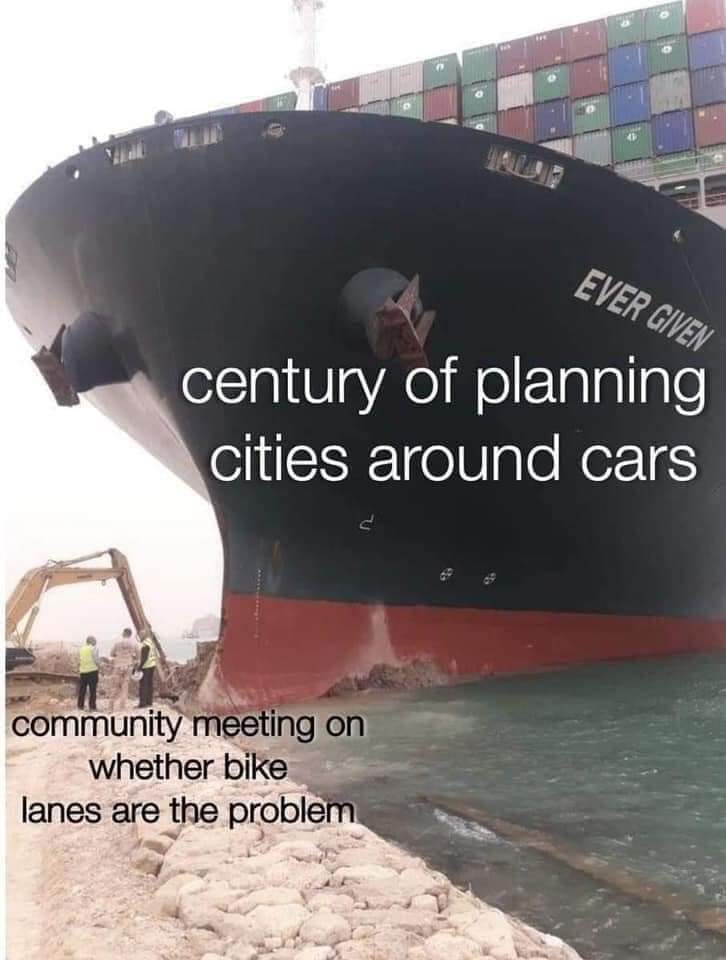 EVER GIVEN
century of planning
cities around cars
community meeting on
whether bike
lanes are the problem